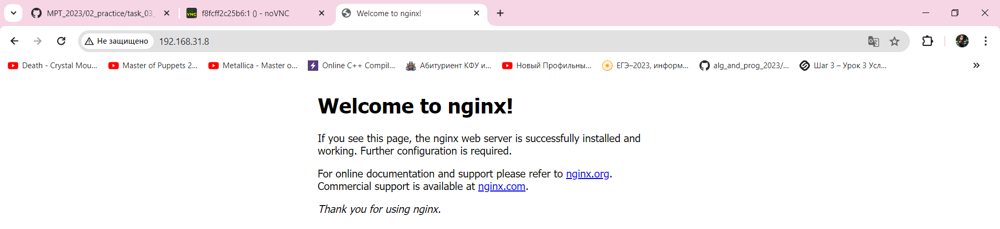 MPT_2023/02_practice/task_03_
f8fcff2c25b6:1 () - noVNC
Welcome to nginx!
Не защищено
192.168.31.8
Death - Crystal Mou...
Master of Puppets 2...
Metallica - Master o...
Online C++ Compil...
Абитуриент КФУ и...
Новый Профильны...
ЕГЭ–2023, информ...
alg_and_prog_2023/...
Шаг 3 – Урок 3 Усл...
Welcome to nginx!
If you see this page, the nginx web server is successfully installed and
working. Further configuration is required.
For online documentation and support please refer to nginx.org.
Commercial support is available at nginx.com.
Thank you for using nginx.